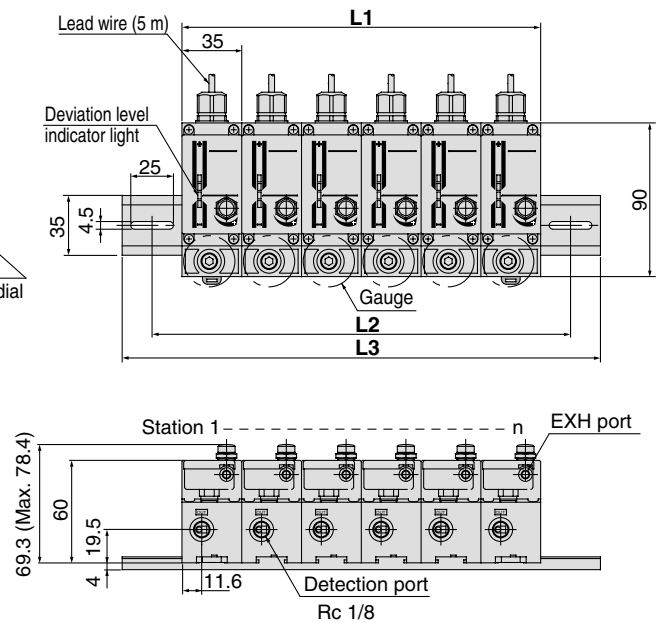 Lead wire (5 m)
L1
35
Deviation level
indicator light
25
35
4.5
90
dial
Gauge
L2
L3
Station 1
n
EXH port
69.3 (Max. 78.4)
60
19.5
4
11.6
Detection port
Rc 1/8